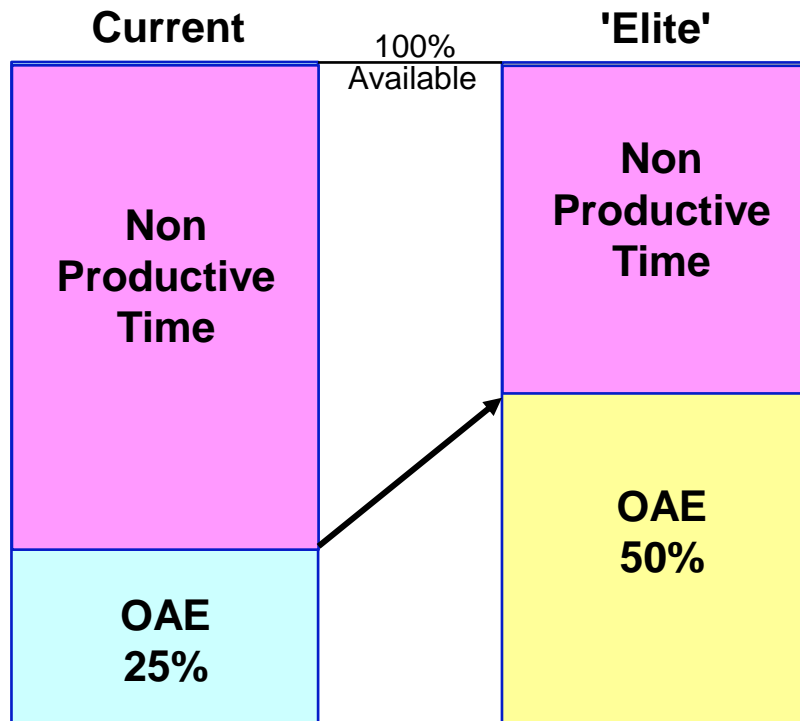 Current
100%
Available
'Elite'
Non
Productive
Time
Non
Productive
Time
OAE
25%
OAE
50%